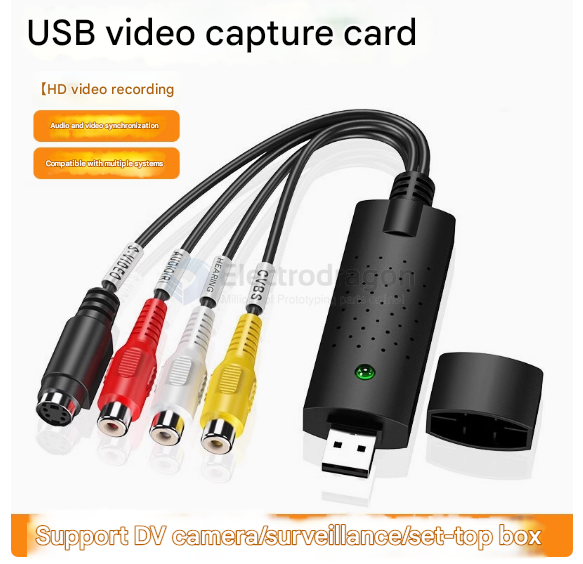 USB video capture card
【HD video recording
Audio and video synchronization
Compatible with multiple systems
S-VIDEO
AUDIO/R
HEARING
CVBS
Electrodragon
Support DV camera/surveillance/set-top box